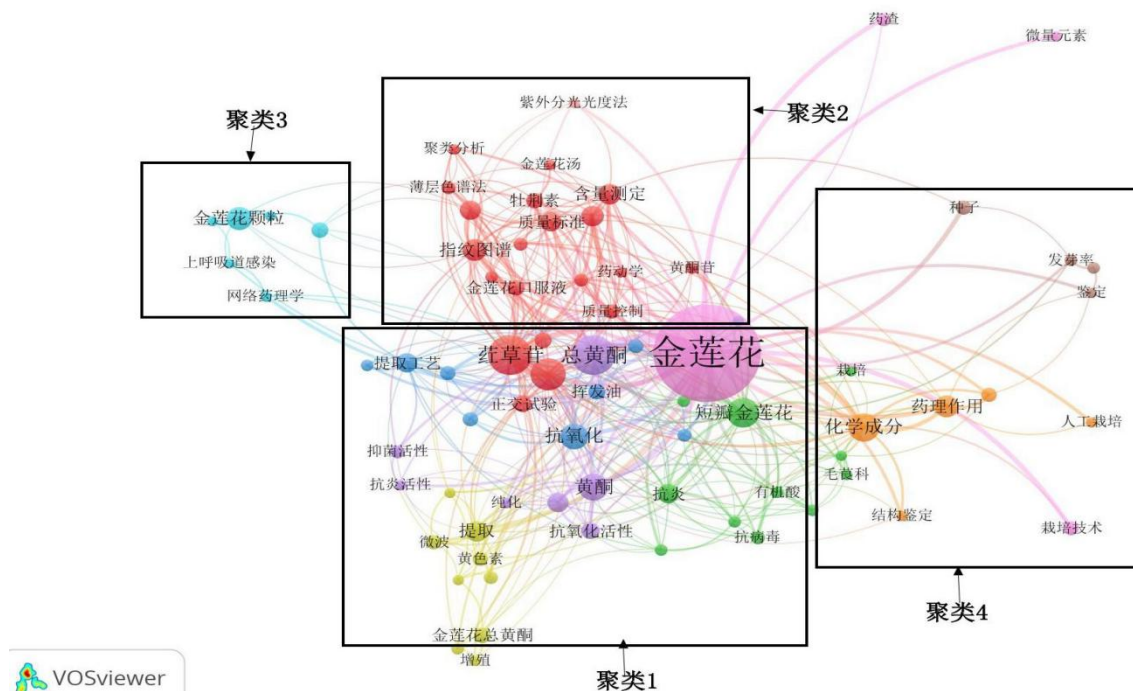 药渣
微量元素
紫外分光光度法
聚类2
聚类3
聚类分析
金莲花汤
薄层色谱法
牡荆素
含量测定
金莲花颗粒
质量标准
种子
指纹图谱
上呼吸道感染
药动学
黄酮苷
发芽率
金莲花口服液
鉴定
网络药理学
质量控制
荭草苷
总黄酮
金莲花
提取工艺
栽培
挥发油
正交试验
短瓣金莲花
药理作用
抗氧化
化学成分
人工栽培
抑菌活性
抗炎活性
黄酮
抗炎
有机酸
毛茛科
纯化
结构鉴定
提取
抗氧化活性
抗病毒
栽培技术
微波
黄色素
聚类4
金莲花总黄酮
增殖
聚类1
VOSviewer